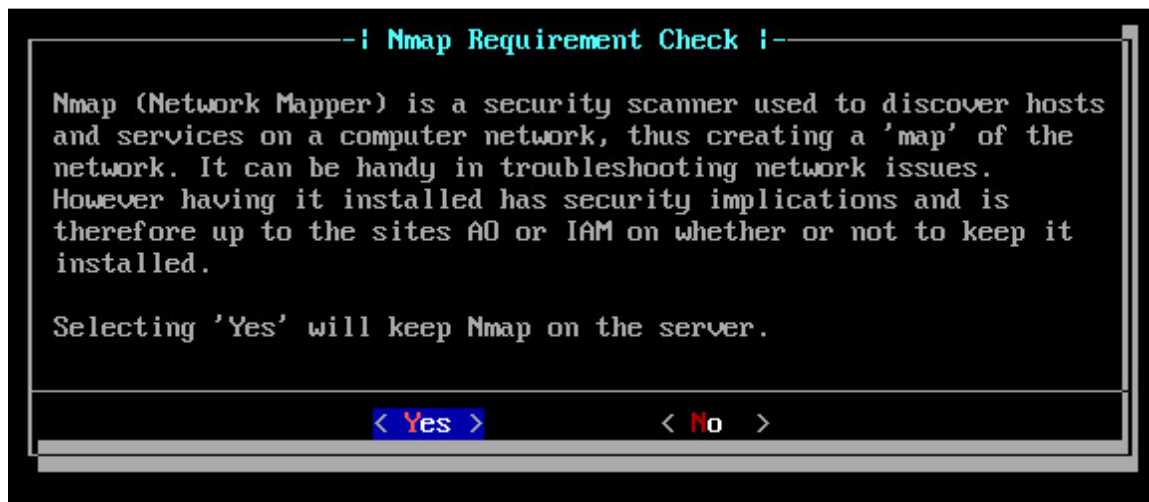 -| Nmap Requirement Check |-
Nmap (Network Mapper) is a security scanner used to discover hosts
and services on a computer network, thus creating a 'map' of the
network. It can be handy in troubleshooting network issues.
However having it installed has security implications and is
therefore up to the sites AO or IAM on whether or not to keep it
installed.
Selecting 'Yes' will keep Nmap on the server.
< Yes > < No >